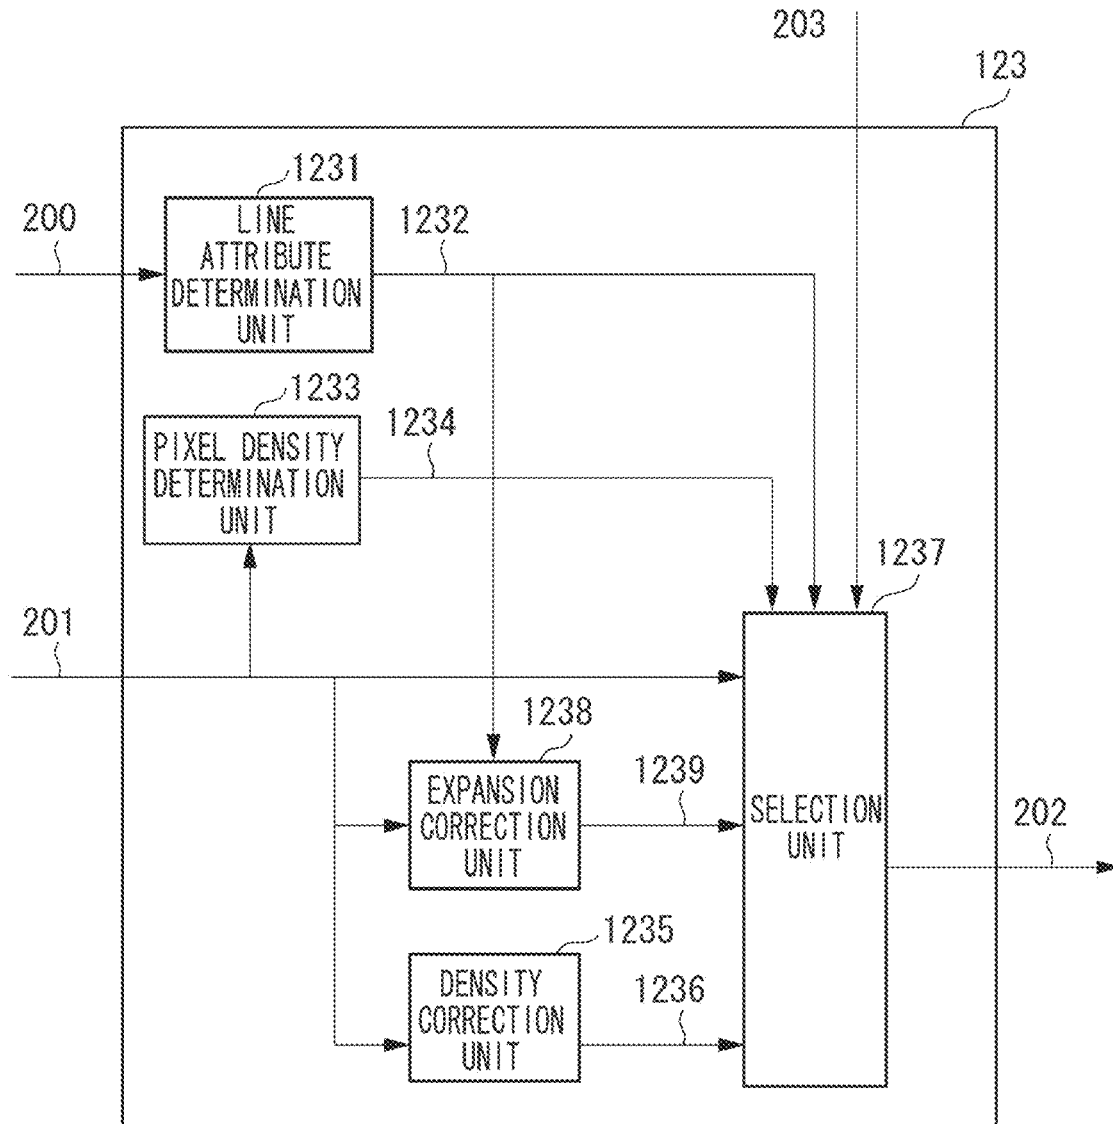 203
123
1231
200
LINE
ATTRIBUTE
DETERMINATION
UNIT
1232
1233
PIXEL DENSITY
DETERMINATION
UNIT
1234
1237
201
1238
EXPANSION
CORRECTION
UNIT
1239
SELECTION
UNIT
202
1235
DENSITY
CORRECTION
UNIT
1236